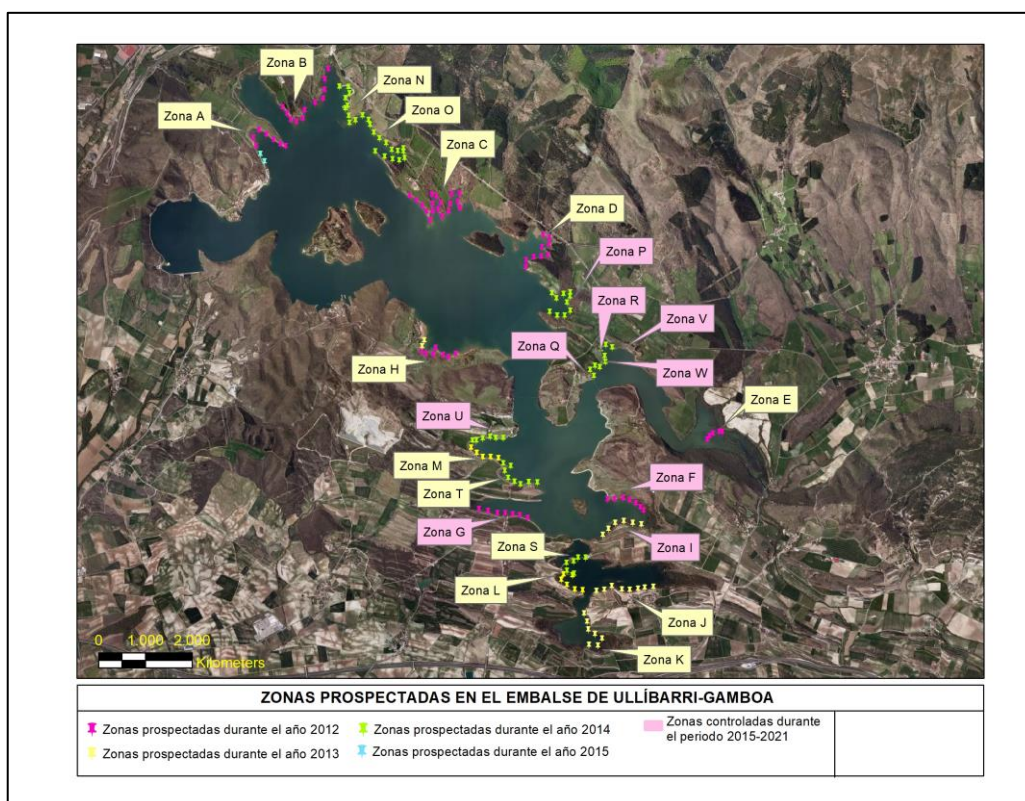 Zona B
Zona N
Zona O
Zona A
Zona C
Zona D
Zona P
Zona R
Zona V
Zona Q
Zona W
Zona H
Zona E
Zona U
Zona M
Zona F
Zona T
Zona G
Zona I
Zona S
Zona L
Zona J
Zona K
0 1.000 2.000
Kilometers
ZONAS PROSPECTADAS EN EL EMBALSE DE ULLÍBARRI-GAMBOA
Zonas prospectadas durante el año 2012
Zonas prospectadas durante el año 2014
Zonas controladas durante
el periodo 2015-2021
Zonas prospectadas durante el año 2013
Zonas prospectadas durante el año 2015